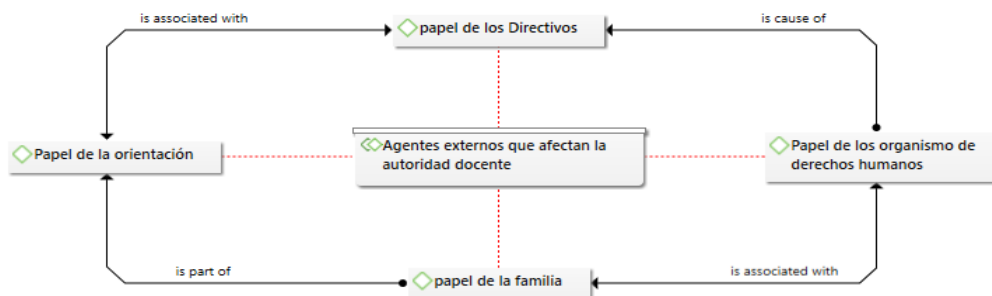 is associated with
papel de los Directivos
is cause of
Papel de la orientación
Agentes externos que afectan la
autoridad docente
Papel de los organismo de
derechos humanos
is part of
papel de la familia
is associated with